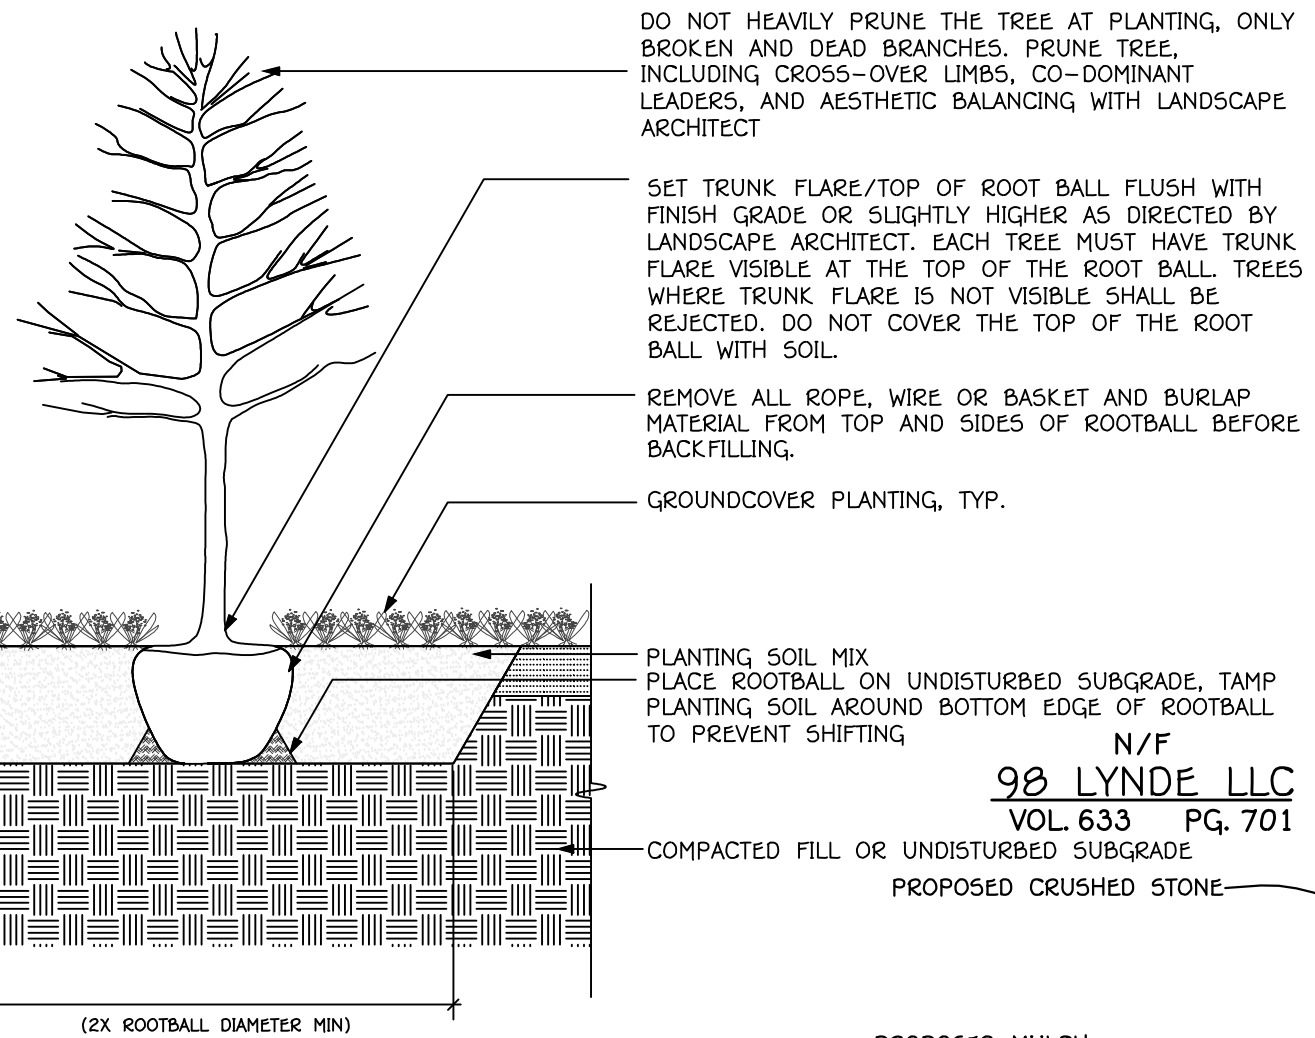 DO NOT HEAVILY PRUNE THE TREE AT PLANTING, ONLY
BROKEN AND DEAD BRANCHES. PRUNE TREE,
INCLUDING CROSS-OVER LIMBS, CO-DOMINANT
LEADERS, AND AESTHETIC BALANCING WITH LANDSCAPE
ARCHITECT
SET TRUNK FLARE/TOP OF ROOT BALL FLUSH WITH
FINISH GRADE OR SLIGHTLY HIGHER AS DIRECTED BY
LANDSCAPE ARCHITECT. EACH TREE MUST HAVE TRUNK
FLARE VISIBLE AT THE TOP OF THE ROOT BALL. TREES
WHERE TRUNK FLARE IS NOT VISIBLE SHALL BE
REJECTED. DO NOT COVER THE TOP OF THE ROOT
BALL WITH SOIL.
REMOVE ALL ROPE, WIRE OR BASKET AND BURLAP
MATERIAL FROM TOP AND SIDES OF ROOTBALL BEFORE
BACKFILLING.
GROUNDCOVER PLANTING, TYP.
PLANTING SOIL MIX
PLACE ROOTBALL ON UNDISTURBED SUBGRADE, TAMP
PLANTING SOIL AROUND BOTTOM EDGE OF ROOTBALL
TO PREVENT SHIFTING
N/F
98 LYNDE LLC
VOL. 633 PG. 701
COMPACTED FILL OR UNDISTURBED SUBGRADE
PROPOSED CRUSHED STONE
(2X ROOTBALL DIAMETER MIN)
PROPOSED MULCH